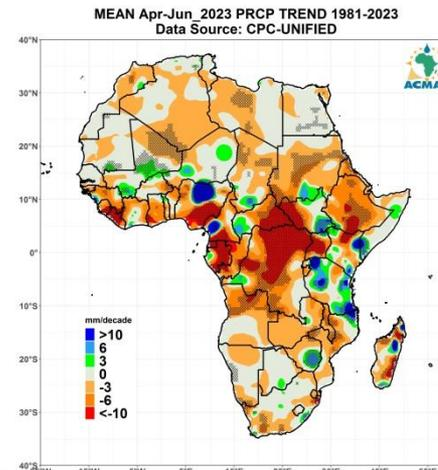 MEAN Apr-Jun_2023 PRCP TREND 1981-2023
Data Source: CPC-UNIFIED
40°N
ACMA
30°N
20°N
10°N
0°
10°S
20°S
30°S
40°S
mm/decade
>10
6
3
0
-3
-6
<-10